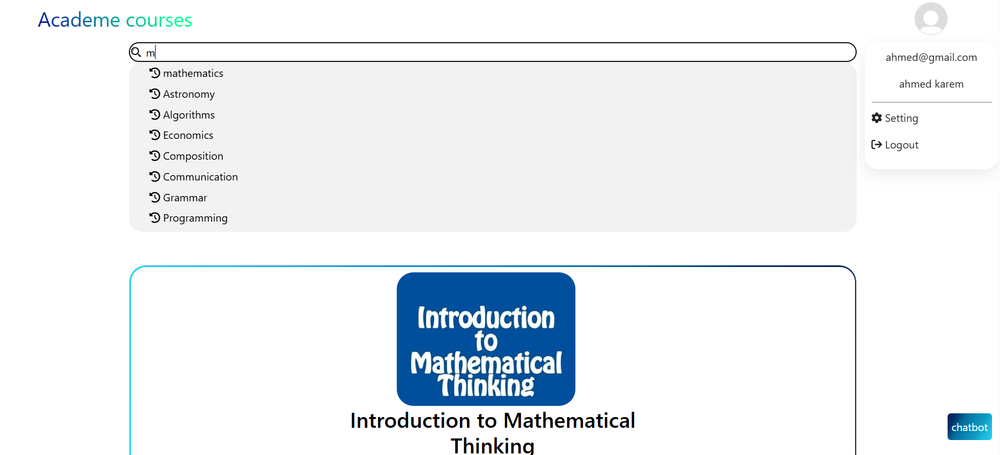 Academe courses
m
mathematics
Astronomy
Algorithms
Economics
Composition
Communication
Grammar
Programming
ahmed@gmail.com
ahmed karem
Setting
Logout
Introduction
to
Mathematical
Thinking
Introduction to Mathematical
Thinking
chatbot